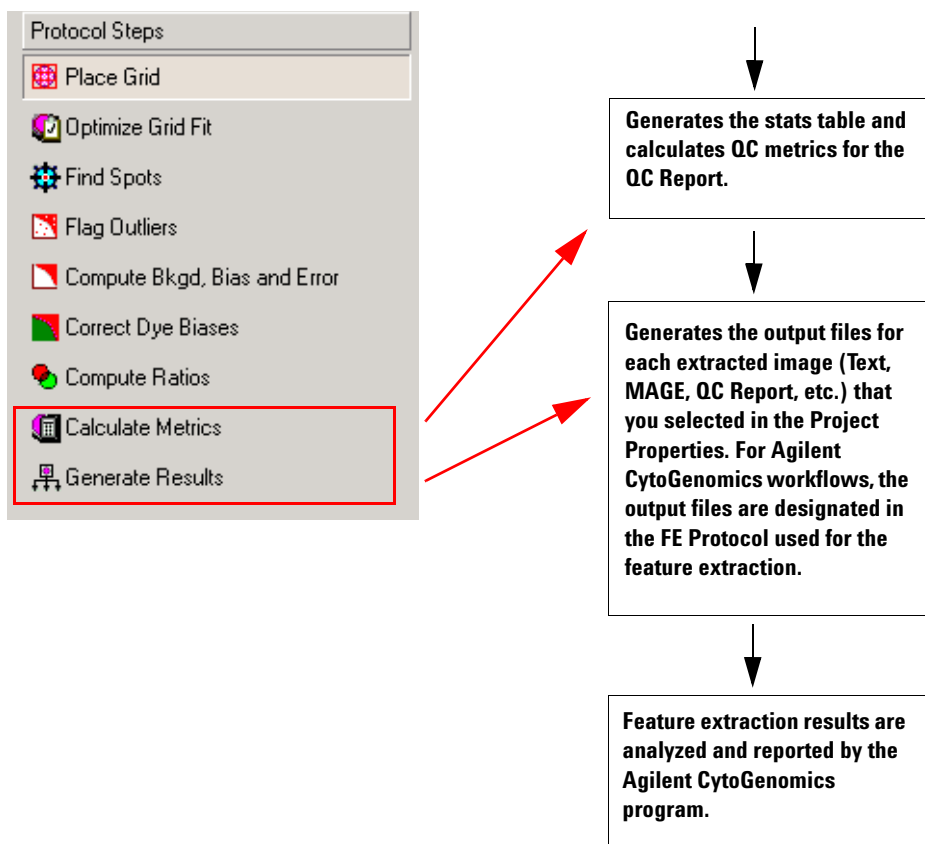 Protocol Steps
Place Grid
Optimize Grid Fit
Find Spots
Flag Outliers
Compute Bkgd, Bias and Error
Correct Dye Biases
Compute Ratios
Calculate Metrics
Generate Results
Generates the stats table and
calculates QC metrics for the
QC Report.
Generates the output files for
each extracted image (Text,
MAGE, QC Report, etc.) that
you selected in the Project
Properties. For Agilent
CytoGenomics workflows, the
output files are designated in
the FE Protocol used for the
feature extraction.
Feature extraction results are
analyzed and reported by the
Agilent CytoGenomics
program.